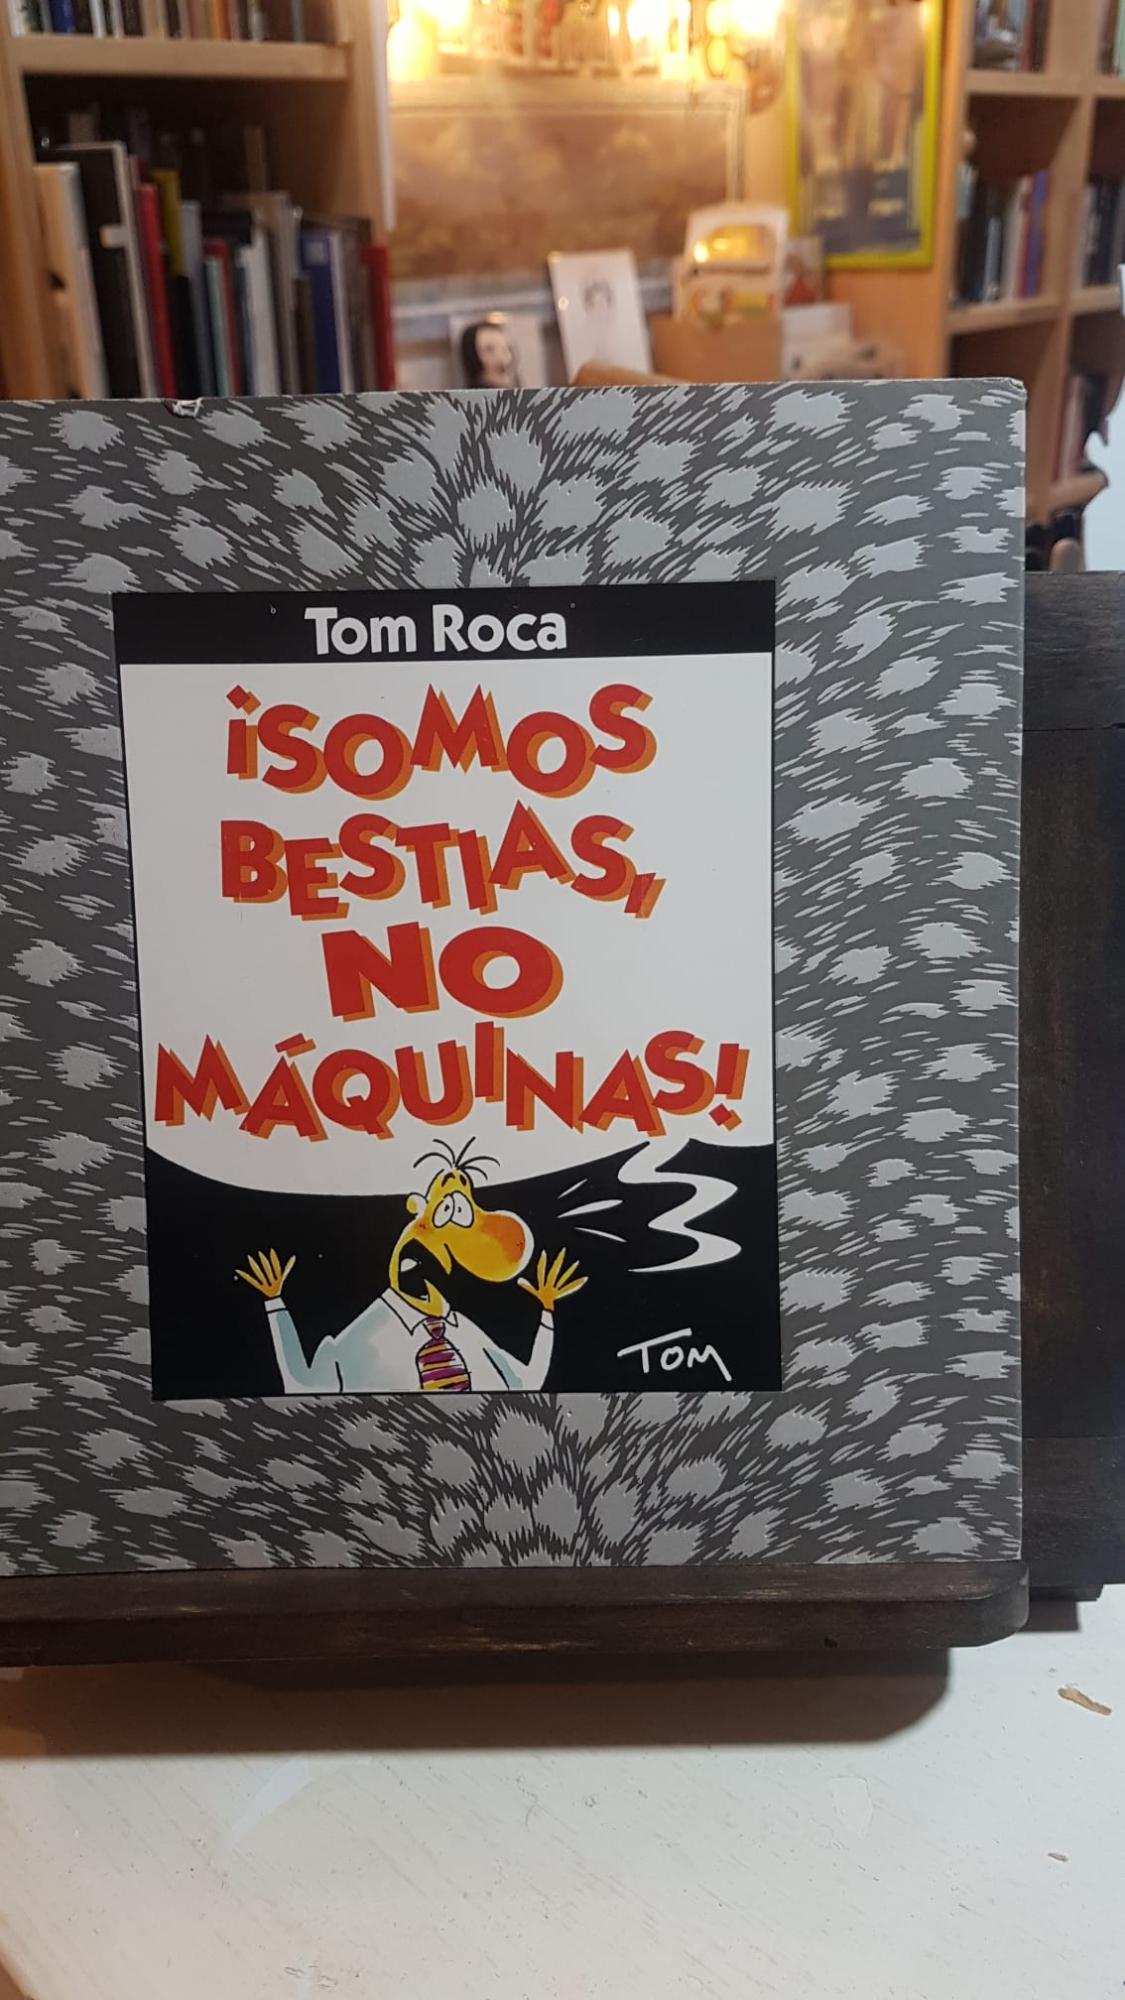 Tom Roca
¡SOMOS
BESTIAS,
NO
MÁQUINAS!
TOM